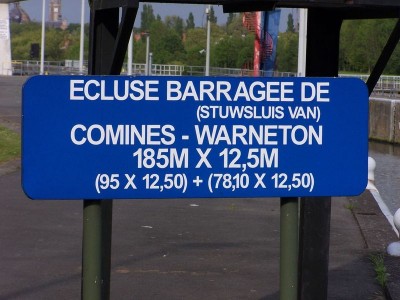 ECLUSE BARRAGEE DE
(STUWSLUIS VAN)
COMINES - WARNETON
185M X 12,5M
(95 X 12,50) + (78,10 X 12,50)